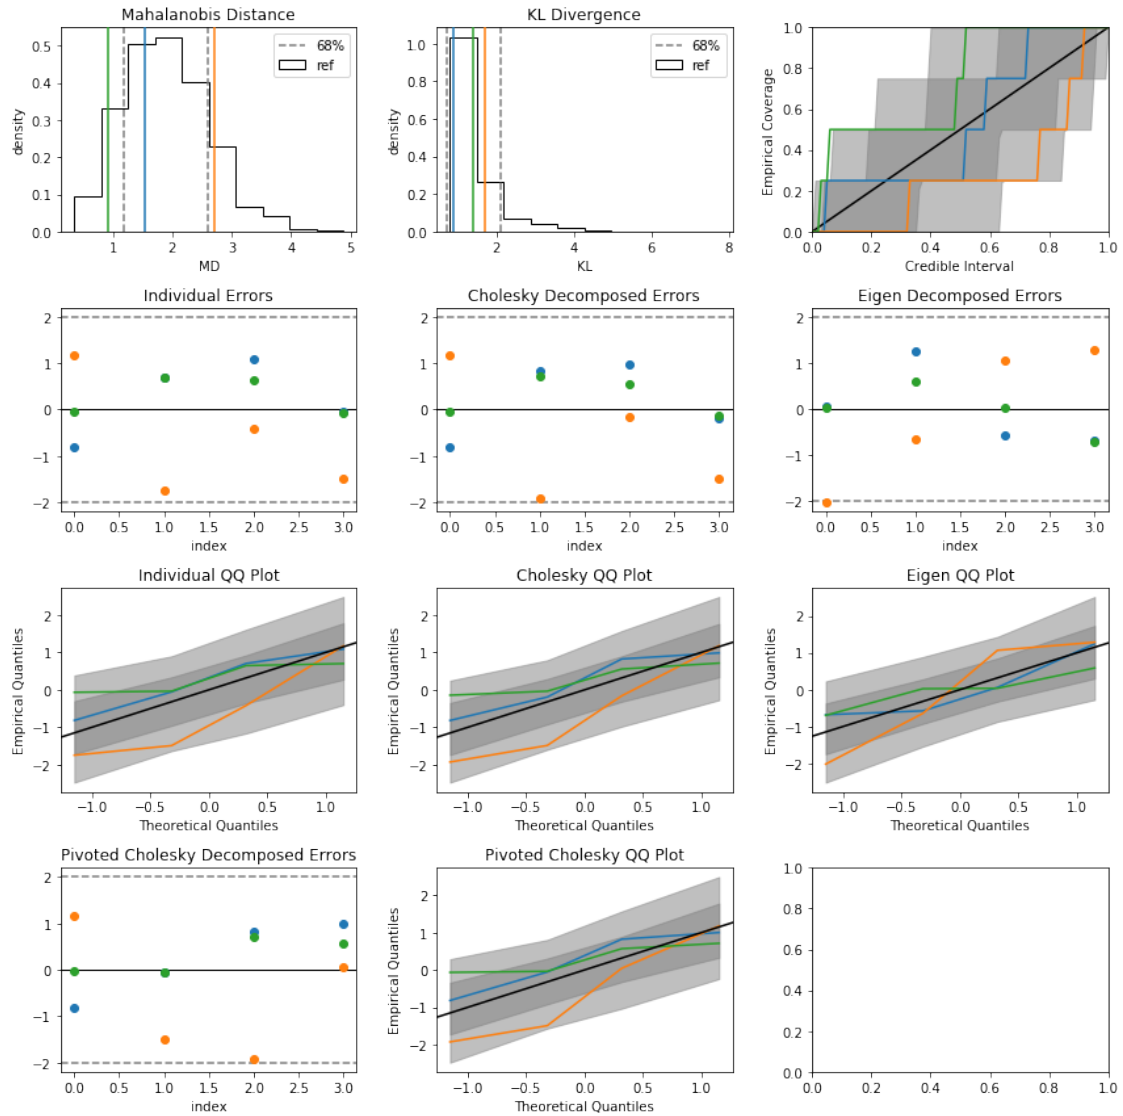 Mahalanobis Distance
0.5
0.4
0.3
0.2
0.1
0.0
density
68%
ref
1 2 3 4 5
MD
KL Divergence
1.0
0.8
0.6
0.4
0.2
0.0
density
68%
ref
2 4 6 8
KL
1.0
0.8
0.6
0.4
0.2
0.0
Empirical Coverage
0.0 0.2 0.4 0.6 0.8 1.0
Credible Interval
Individual Errors
2
1
0
−1
−2
0.0 0.5 1.0 1.5 2.0 2.5 3.0
index
Cholesky Decomposed Errors
2
1
0
−1
−2
0.0 0.5 1.0 1.5 2.0 2.5 3.0
index
Eigen Decomposed Errors
2
1
0
−1
−2
0.0 0.5 1.0 1.5 2.0 2.5 3.0
index
Individual QQ Plot
2
1
0
−1
−2
Empirical Quantiles
−1.0 −0.5 0.0 0.5 1.0
Theoretical Quantiles
Cholesky QQ Plot
2
1
0
−1
−2
Empirical Quantiles
−1.0 −0.5 0.0 0.5 1.0
Theoretical Quantiles
Eigen QQ Plot
2
1
0
−1
−2
Empirical Quantiles
−1.0 −0.5 0.0 0.5 1.0
Theoretical Quantiles
Pivoted Cholesky Decomposed Errors
2
1
0
−1
−2
0.0 0.5 1.0 1.5 2.0 2.5 3.0
index
Pivoted Cholesky QQ Plot
2
1
0
−1
−2
Empirical Quantiles
−1.0 −0.5 0.0 0.5 1.0
Theoretical Quantiles
1.0
0.8
0.6
0.4
0.2
0.0
0.0 0.2 0.4 0.6 0.8 1.0